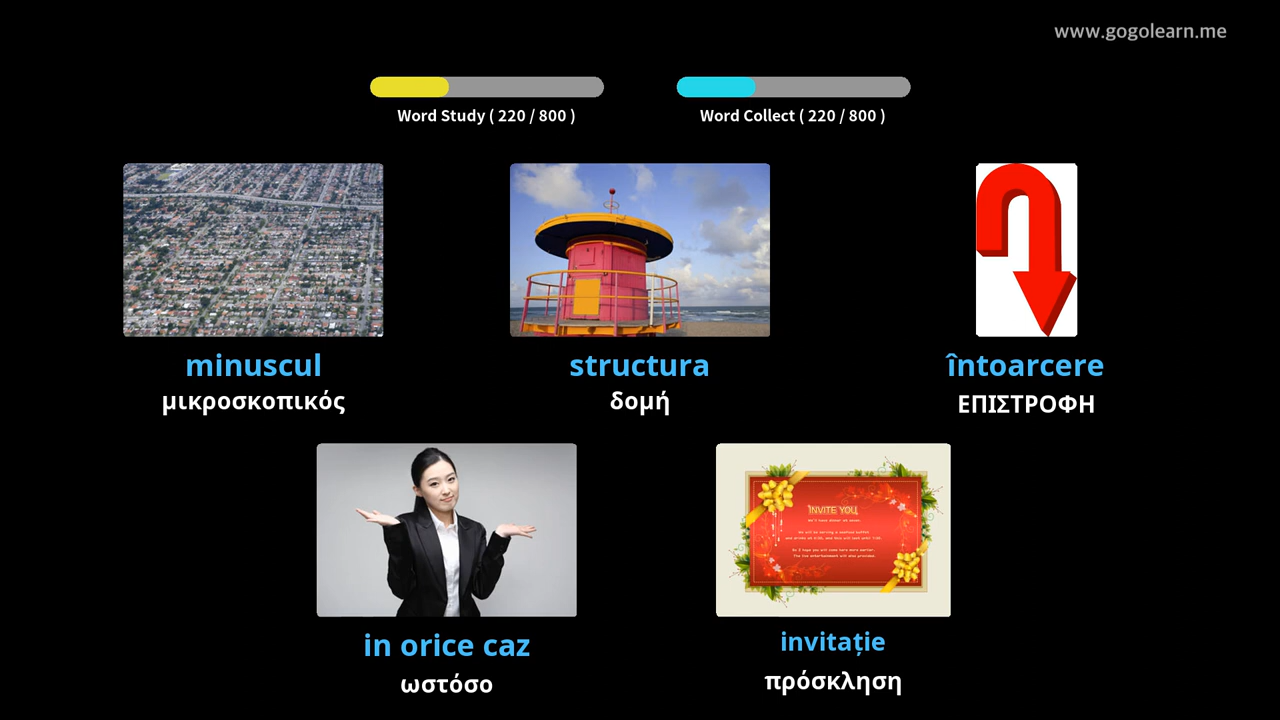 www.gogolearn.me
Word Study ( 220 / 800 )
Word Collect ( 220 / 800 )
minuscul
μικροσκοπικός
structura
δομή
întoarcere
ΕΠΙΣΤΡΟΦΗ
INVITE YOU
in orice caz
ωστόσο
invitație
πρόσκληση